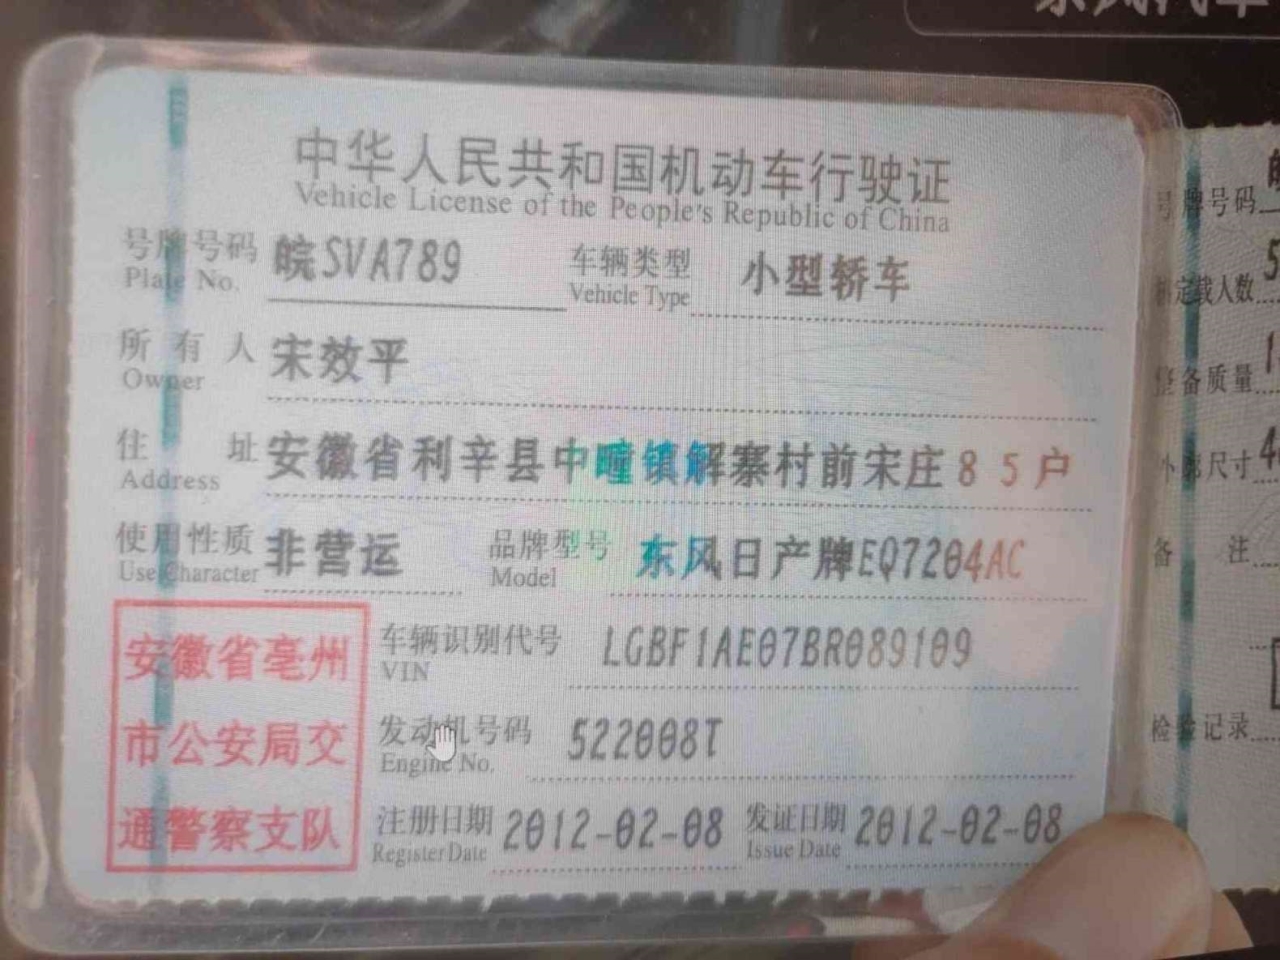 中华人民共和国机动车行驶证
Vehicle License of the People's Republic of China
号牌号码 皖SVA789 车辆类型 小型轿车
Plate No. Vehicle Type
所有人 宋效平
Owner
住址 安徽省利辛县中疃镇解寨村前宋庄85户
Address
使用性质 非营运 品牌型号 东风日产牌EQ7204AC
Use Character Model
安徽省亳州
市公安局交
通警察支队
车辆识别代号 LGBF1AE07BR089109
VIN
发动机号码 522008T
Engine No.
注册日期 2012-02-08 发证日期 2012-02-08
Register Date Issue Date
号牌号码
核定载人数 5
整备质量 1
外廓尺寸 4
备注
检验记录